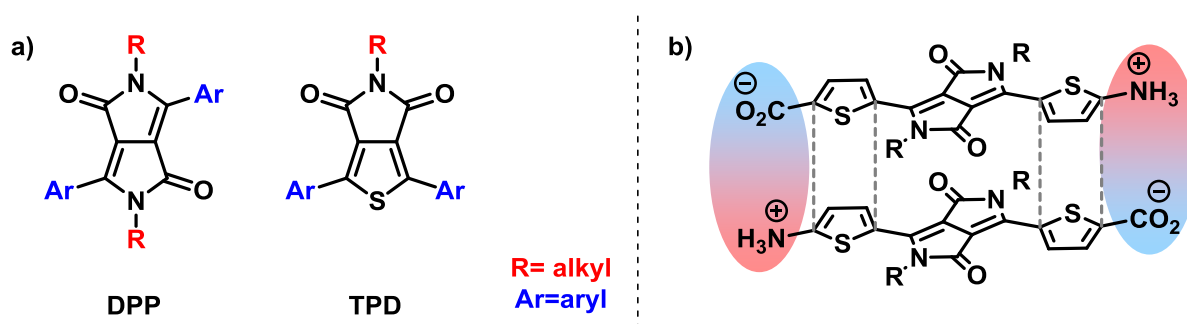 a)
R
N
O
Ar
Ar
O
N
R
DPP
R
N
O
O
Ar
Ar
S
TPD
R= alkyl
Ar=aryl
b)
⊖
O₂C
S
O
N
R
N
R
O
S
⊕
NH₃
⊕
H₃N
S
O
N
R
N
R
O
S
⊖
CO₂